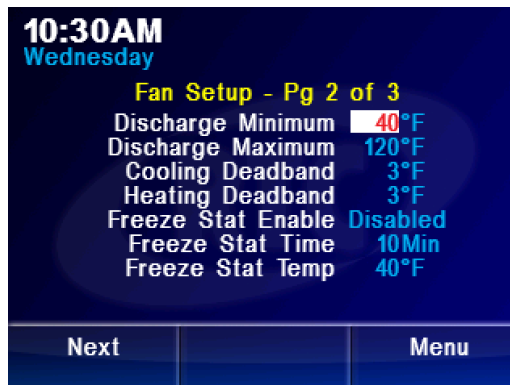 10:30AM
Wednesday
Fan Setup - Pg 2 of 3
Discharge Minimum 40°F
Discharge Maximum 120°F
Cooling Deadband 3°F
Heating Deadband 3°F
Freeze Stat Enable Disabled
Freeze Stat Time 10Min
Freeze Stat Temp 40°F
Next Menu